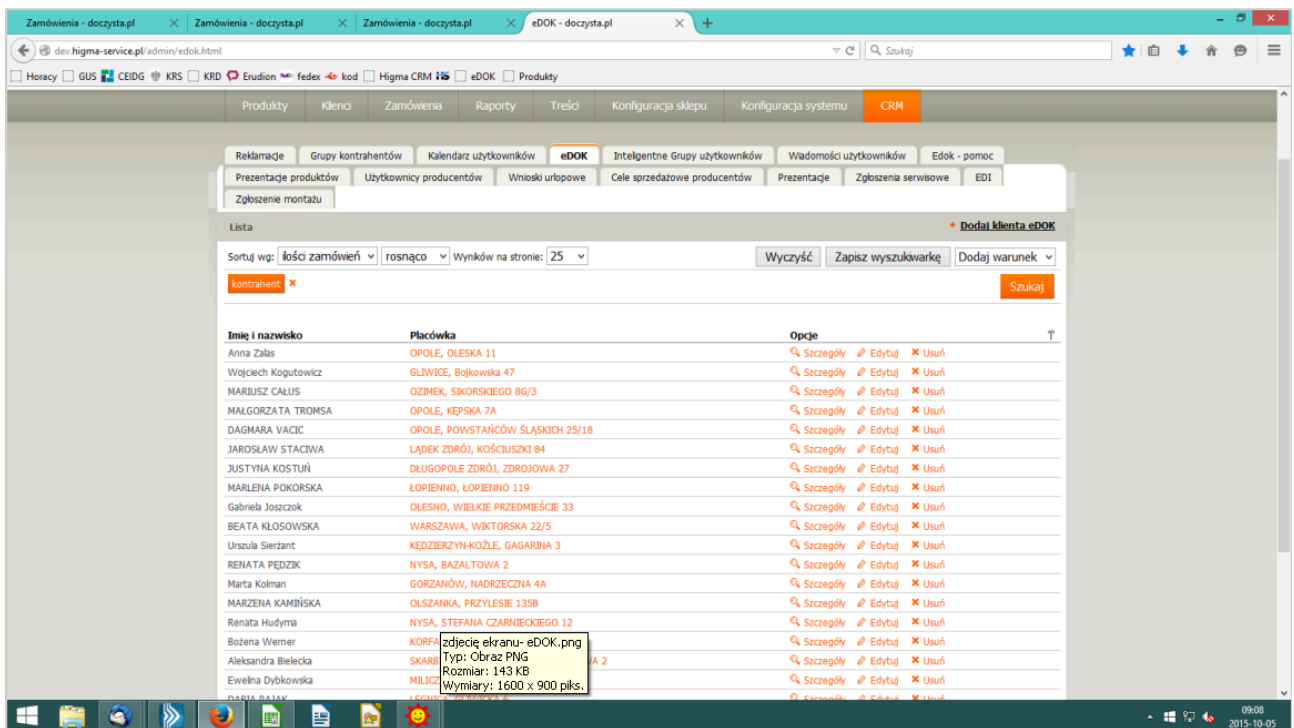 Zamówienia - doczysta.pl Zamówienia - doczysta.pl Zamówienia - doczysta.pl eDOK - doczysta.pl
dev.higma-service.pl/admin/edok.html Szukaj
Horacy GUS CEIDG KRS KRD Erudion fedex kod Higma CRM eDOK Produkty
Produkty Klienci Zamówienia Raporty Treści Konfiguracja sklepu Konfiguracja systemu CRM
Reklamacje Grupy kontrahentów Kalendarz użytkowników eDOK Inteligentne Grupy użytkowników Wiadomości użytkowników Edok - pomoc
Prezentacje produktów Użytkownicy producentów Wnioski urlopowe Cele sprzedażowe producentów Prezentacje Zgłoszenia serwisowe EDI
Zgłoszenie montażu
Lista + Dodaj klienta eDOK
Sortuj wg: ilości zamówień rosnąco Wyników na stronie: 25 Wyczyść Zapisz wyszukiwarkę Dodaj warunek
kontrahent Szukaj
Imię i nazwisko Placówka Opcje
Anna Zalas OPOLE, OLESKA 11 Szczegóły Edytuj Usuń
Wojciech Kogutowicz GLIWICE, Bojkowska 47 Szczegóły Edytuj Usuń
MARIUSZ CAŁUS OZIMEK, SIKORSKIEGO 8G/3 Szczegóły Edytuj Usuń
MAŁGORZATA TROMSA OPOLE, KĘPSKA 7A Szczegóły Edytuj Usuń
DAGMARA VACIC OPOLE, POWSTAŃCÓW ŚLĄSKICH 25/18 Szczegóły Edytuj Usuń
JAROSŁAW STACIWA LĄDEK ZDRÓJ, KOŚCIUSZKI 84 Szczegóły Edytuj Usuń
JUSTYNA KOSTUŃ DŁUGOPOLE ZDRÓJ, ZDROJOWA 27 Szczegóły Edytuj Usuń
MARLENA POKORSKA ŁOPIENNO, ŁOPIENNO 119 Szczegóły Edytuj Usuń
Gabriela Joszczok OLESNO, WIELKIE PRZEDMIEŚCIE 33 Szczegóły Edytuj Usuń
BEATA KŁOSOWSKA WARSZAWA, WIKTORSKA 22/5 Szczegóły Edytuj Usuń
Urszula Sierżant KĘDZIERZYN-KOŹLE, GAGARINA 3 Szczegóły Edytuj Usuń
RENATA PĘDZIK NYSA, BAZALTOWA 2 Szczegóły Edytuj Usuń
Marta Kolman GORZANÓW, NADRZECZNA 4A Szczegóły Edytuj Usuń
MARZENA KAMIŃSKA OLSZANKA, PRZYLESIE 135B Szczegóły Edytuj Usuń
Renata Hudyma NYSA, STEFANA CZARNIECKIEGO 12 Szczegóły Edytuj Usuń
Bożena Werner KORFA Szczegóły Edytuj Usuń
Aleksandra Bielecka SKARB A 2 Szczegóły Edytuj Usuń
Ewelina Dybkowska MILICZ Szczegóły Edytuj Usuń
zdjecię ekranu- eDOK.png
Typ: Obraz PNG
Rozmiar: 143 KB
Wymiary: 1600 x 900 piks.
09:08
2015-10-05